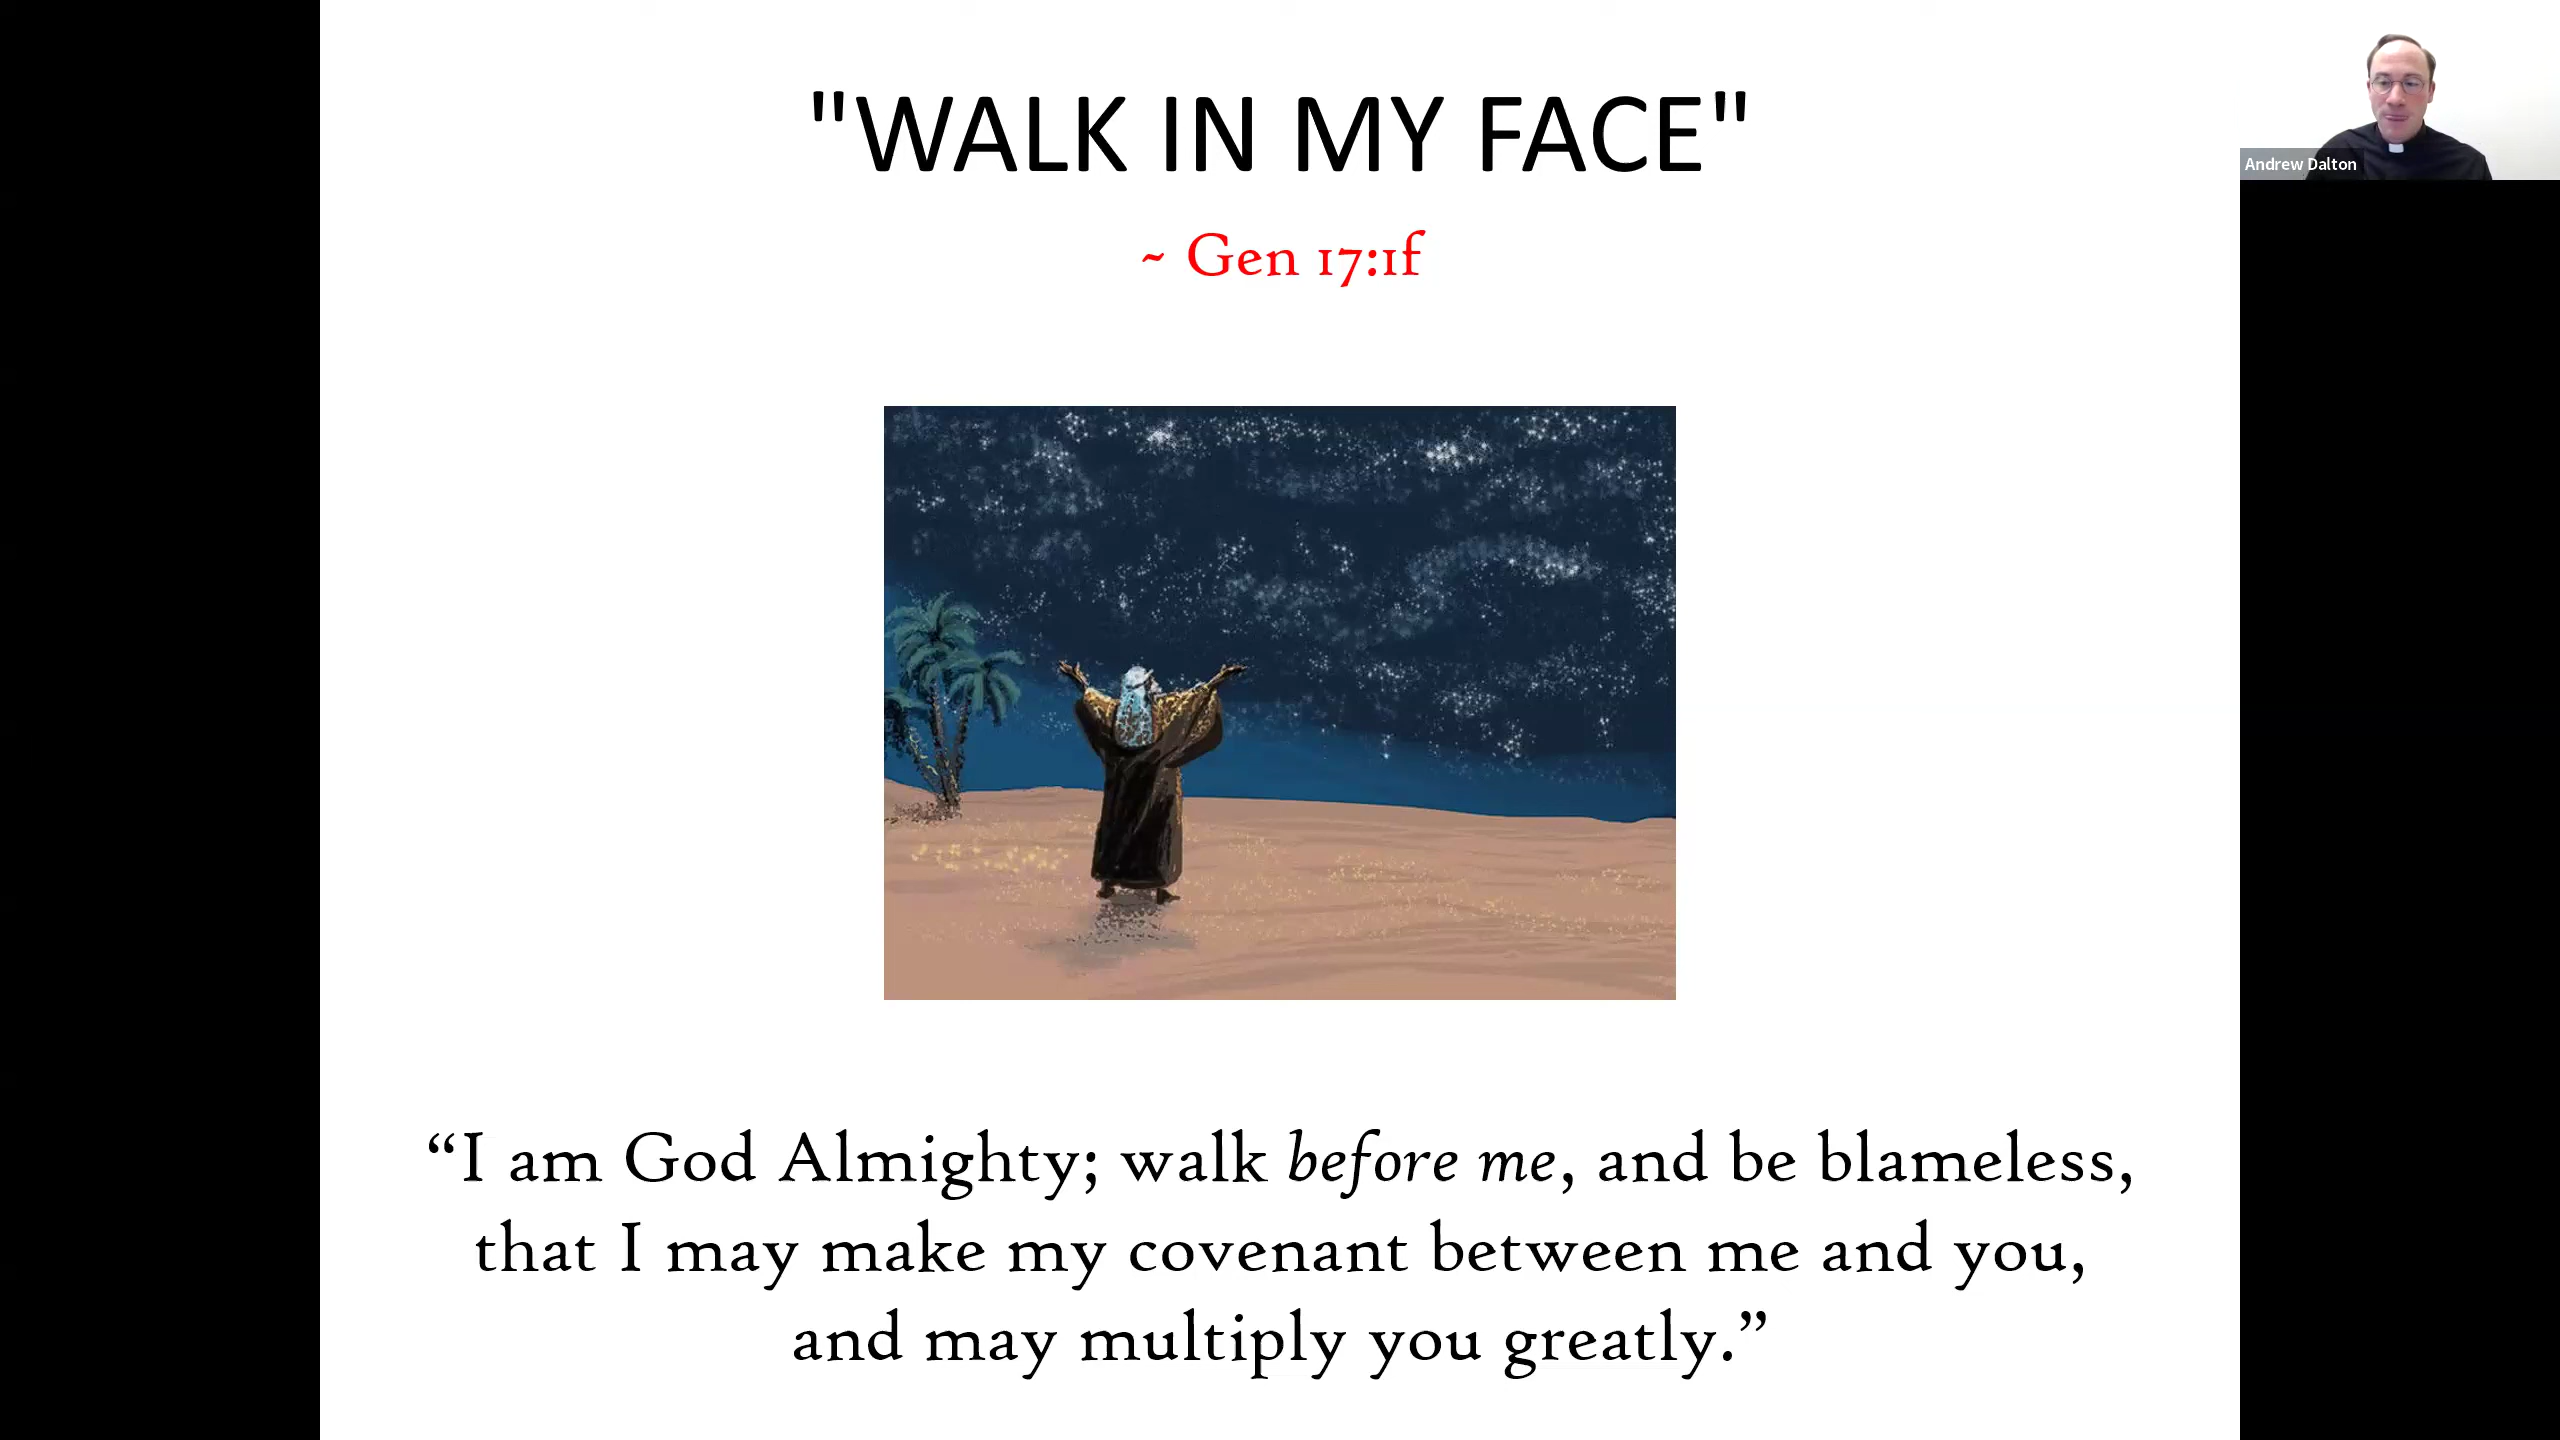 "WALK IN MY FACE"
~ Gen 17:1f
Andrew Dalton
“I am God Almighty; walk before me, and be blameless,
that I may make my covenant between me and you,
and may multiply you greatly.”